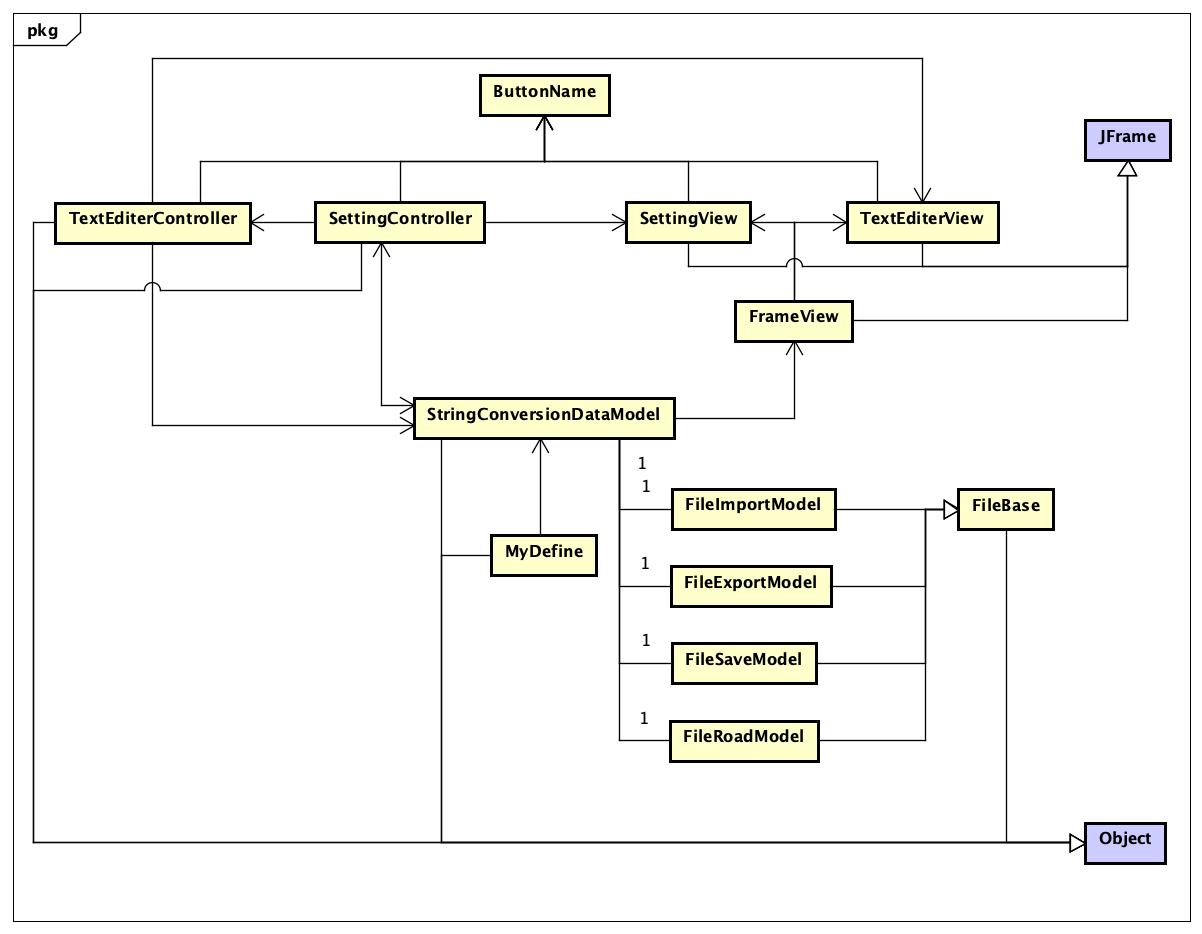 pkg
ButtonName
JFrame
TextEditerController
SettingController
SettingView
TextEditerView
FrameView
StringConversionDataModel
1
1
FileImportModel
FileBase
MyDefine
1
FileExportModel
1
FileSaveModel
1
FileRoadModel
Object